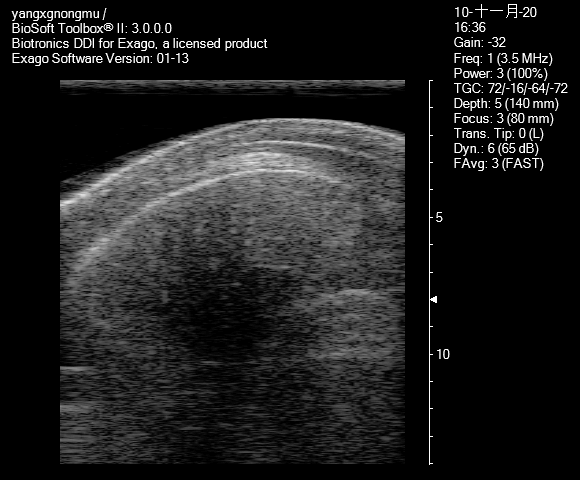 yangxgnongmu /
BioSoft Toolbox® II: 3.0.0.0
Biotronics DDI for Exago, a licensed product
Exago Software Version: 01-13
10-十一月-20
16:36
Gain: -32
Freq: 1 (3.5 MHz)
Power: 3 (100%)
TGC: 72/-16/-64/-72
Depth: 5 (140 mm)
Focus: 3 (80 mm)
Trans. Tip: 0 (L)
Dyn.: 6 (65 dB)
FAvg: 3 (FAST)
5
10